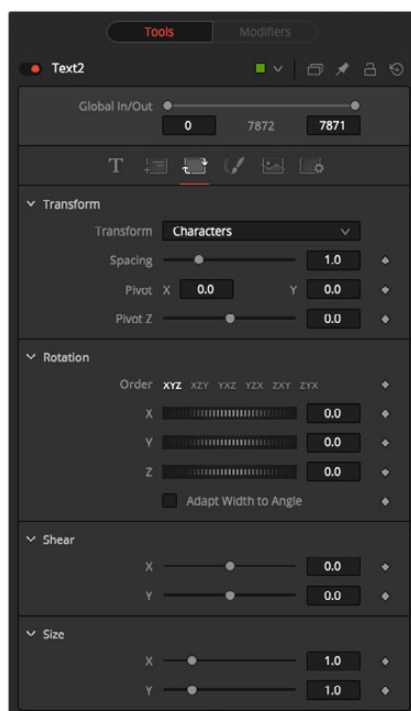 Tools Modifiers
Text2
Global In/Out
0 7872 7871
T
Transform
Transform Characters
Spacing 1.0
Pivot X 0.0 Y 0.0
Pivot Z 0.0
Rotation
Order XYZ XZY YXZ YZX ZXY ZYX
X 0.0
Y 0.0
Z 0.0
Adapt Width to Angle
Shear
X 0.0
Y 0.0
Size
X 1.0
Y 1.0